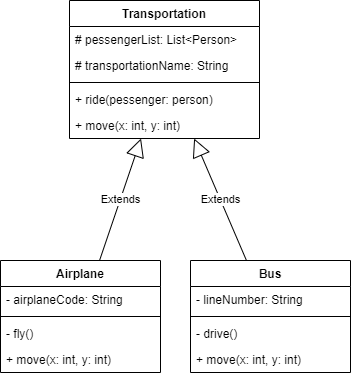 Transportation
# pessengerList: List<Person>
# transportationName: String
+ ride(pessenger: person)
+ move(x: int, y: int)
Extends
Extends
Airplane
- airplaneCode: String
- fly()
+ move(x: int, y: int)
Bus
- lineNumber: String
- drive()
+ move(x: int, y: int)